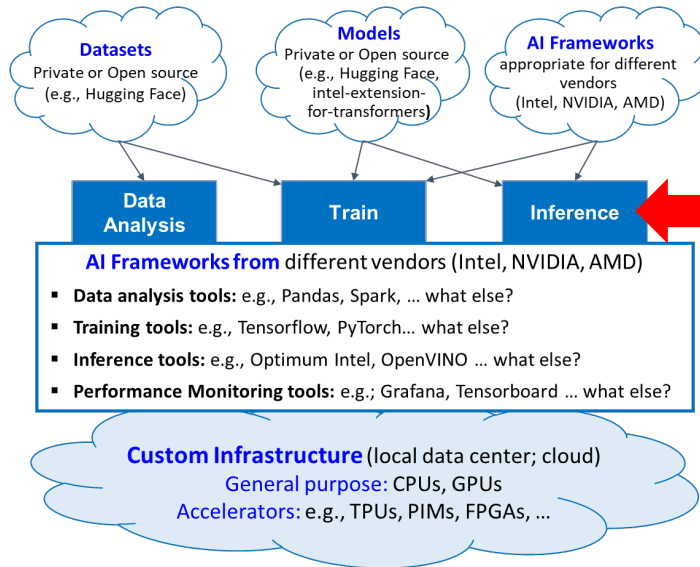 Datasets
Private or Open source
(e.g., Hugging Face)
Models
Private or Open source
(e.g., Hugging Face,
intel-extension-
for-transformers)
AI Frameworks
appropriate for different
vendors
(Intel, NVIDIA, AMD)
Data
Analysis
Train
Inference
AI Frameworks from different vendors (Intel, NVIDIA, AMD)
▪ Data analysis tools: e.g., Pandas, Spark, … what else?
▪ Training tools: e.g., Tensorflow, PyTorch… what else?
▪ Inference tools: e.g., Optimum Intel, OpenVINO … what else?
▪ Performance Monitoring tools: e.g.; Grafana, Tensorboard … what else?
Custom Infrastructure (local data center; cloud)
General purpose: CPUs, GPUs
Accelerators: e.g., TPUs, PIMs, FPGAs, …